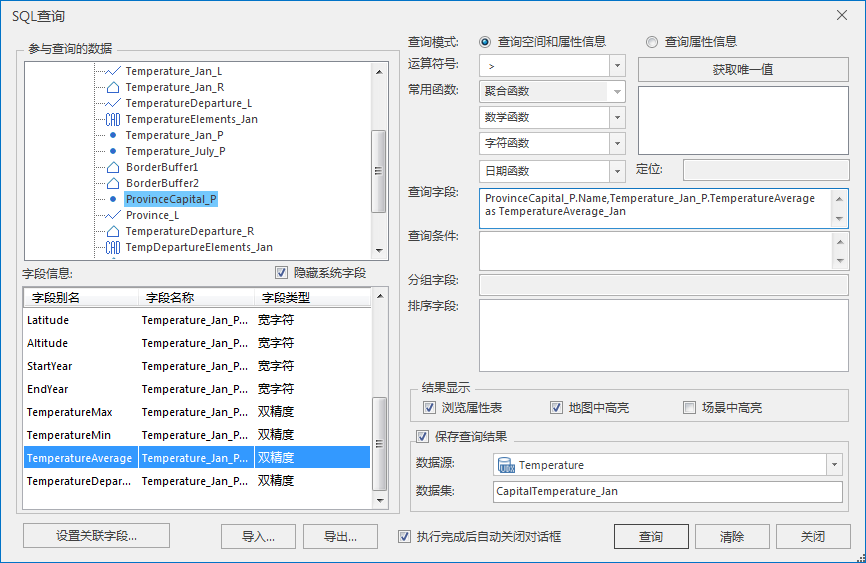 SQL查询
参与查询的数据
Temperature_Jan_L
Temperature_Jan_R
TemperatureDeparture_L
TemperatureElements_Jan
Temperature_Jan_P
Temperature_July_P
BorderBuffer1
BorderBuffer2
ProvinceCapital_P
Province_L
TemperatureDeparture_R
TempDepartureElements_Jan
字段信息:
隐藏系统字段
字段别名 字段名称 字段类型
Latitude Temperature_Jan_P... 宽字符
Altitude Temperature_Jan_P... 宽字符
StartYear Temperature_Jan_P... 宽字符
EndYear Temperature_Jan_P... 宽字符
TemperatureMax Temperature_Jan_P... 双精度
TemperatureMin Temperature_Jan_P... 双精度
TemperatureAverage Temperature_Jan_P... 双精度
TemperatureDepar... Temperature_Jan_P... 双精度
查询模式: 查询空间和属性信息 查询属性信息
运算符号: > 获取唯一值
常用函数: 聚合函数
数学函数
字符函数
日期函数 定位:
查询字段: ProvinceCapital_P.Name,Temperature_Jan_P.TemperatureAverage
as TemperatureAverage_Jan
查询条件:
分组字段:
排序字段:
结果显示
浏览属性表 地图中高亮 场景中高亮
保存查询结果
数据源: Temperature
数据集: CapitalTemperature_Jan
设置关联字段... 导入... 导出... 执行完成后自动关闭对话框 查询 清除 关闭